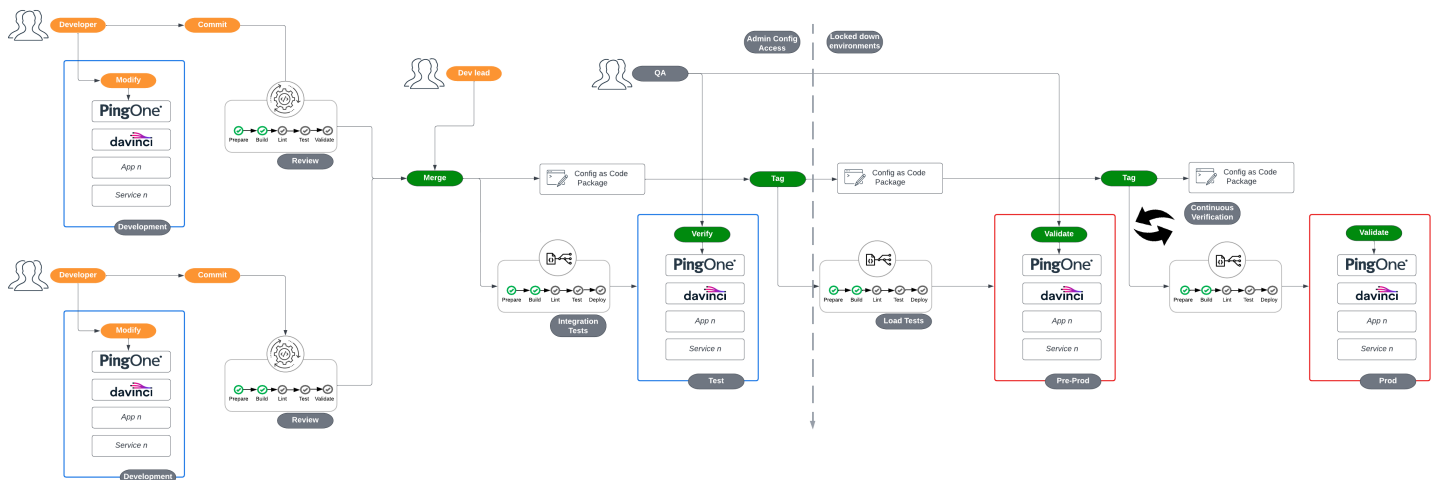 Developer
Commit
Modify
PingOne
davinci
App n
Service n
Development
Prepare
Build
Lint
Test
Validate
Review
Developer
Commit
Modify
PingOne
davinci
App n
Service n
Development
Prepare
Build
Lint
Test
Validate
Review
Dev lead
Merge
Config as Code
Package
Prepare
Build
Lint
Test
Deploy
Integration
Tests
QA
Verify
PingOne
davinci
App n
Service n
Test
Admin Config
Access
Locked down
environments
Tag
Config as Code
Package
Prepare
Build
Lint
Test
Deploy
Load Tests
Validate
PingOne
davinci
App n
Service n
Pre-Prod
Tag
Config as Code
Package
Continuous
Verification
Prepare
Build
Lint
Test
Deploy
Validate
PingOne
davinci
App n
Service n
Prod